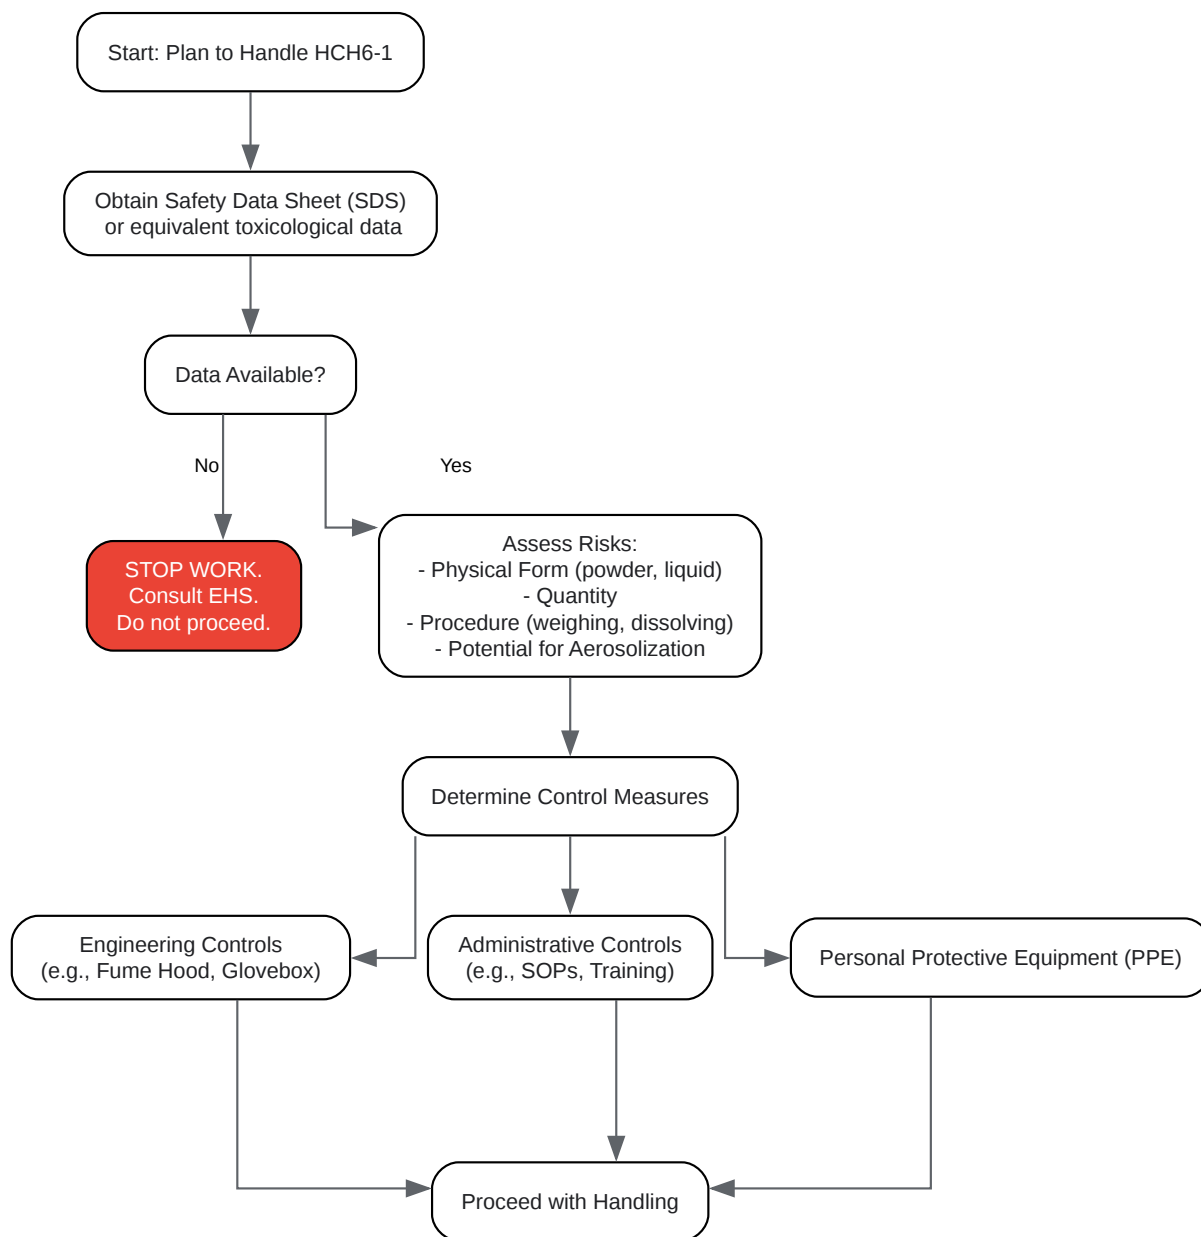 Start: Plan to Handle HCH6-1
Obtain Safety Data Sheet (SDS)
or equivalent toxicological data
Data Available?
No
Yes
STOP WORK.
Consult EHS.
Do not proceed.
Assess Risks:
- Physical Form (powder, liquid)
- Quantity
- Procedure (weighing, dissolving)
- Potential for Aerosolization
Determine Control Measures
Engineering Controls
(e.g., Fume Hood, Glovebox)
Administrative Controls
(e.g., SOPs, Training)
Personal Protective Equipment (PPE)
Proceed with Handling